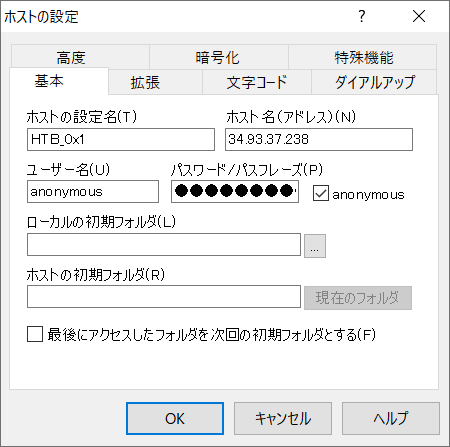 ホストの設定
?
高度 暗号化 特殊機能
基本 拡張 文字コード ダイアルアップ
ホストの設定名(T) ホスト名(アドレス)(N)
HTB_0x1 34.93.37.238
ユーザー名(U) パスワード/パスフレーズ(P)
anonymous ●●●●●●●● anonymous
ローカルの初期フォルダ(L)
...
ホストの初期フォルダ(R)
現在のフォルダ
最後にアクセスしたフォルダを次回の初期フォルダとする(F)
OK キャンセル ヘルプ